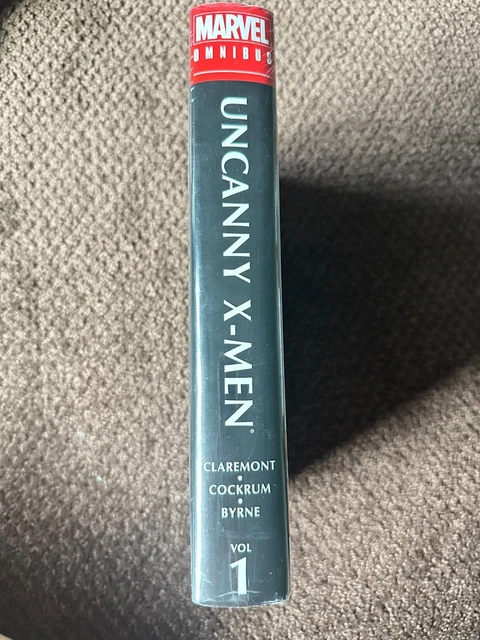 MARVEL
OMNIBUS
UNCANNY X-MEN
CLAREMONT
•
COCKRUM
•
BYRNE
VOL
1